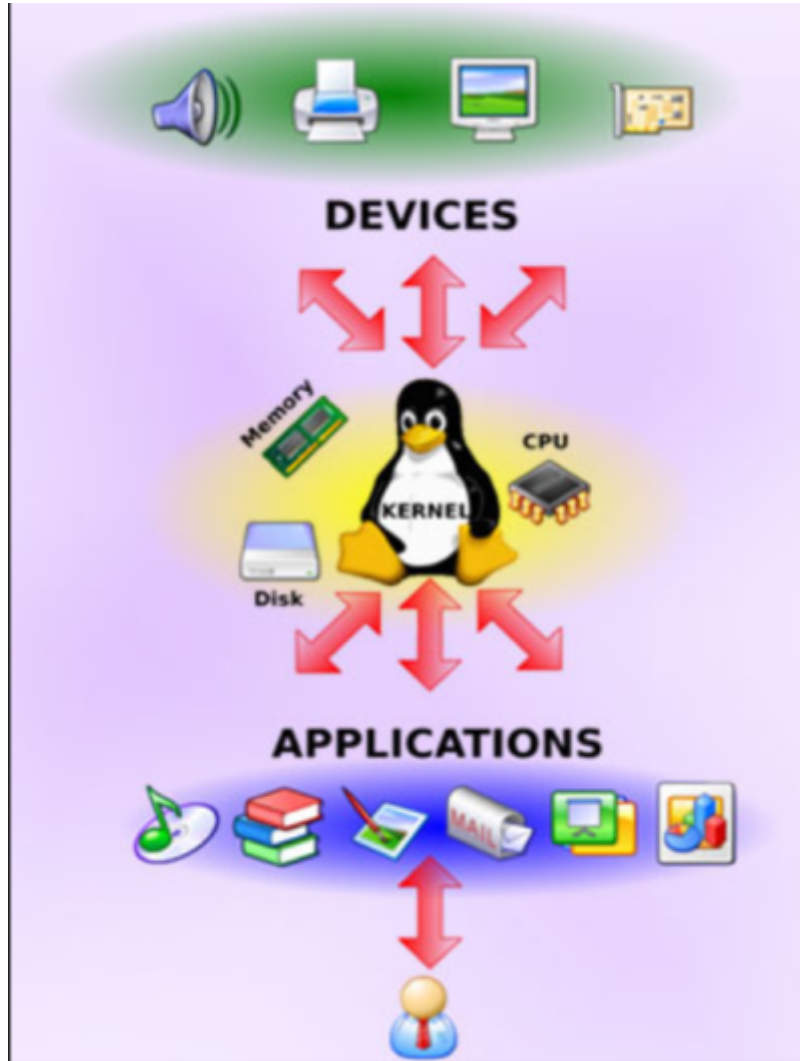 DEVICES
Memory
CPU
KERNEL
Disk
APPLICATIONS
MAIL